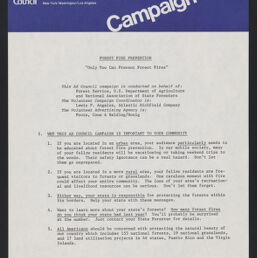 Council
New York/Washington/Los Angeles
Campaign
FOREST FIRE PREVENTION
"Only You Can Prevent Forest Fires"
This Ad Council campaign is conducted on behalf of:
Forest Service, U.S. Department of Agriculture
and National Association of State Foresters
The Volunteer Campaign Coordinator is:
Lewis F. Angelos, Atlantic Richfield Company
The Volunteer Advertising Agency is:
Foote, Cone & Belding/Honig
I. WHY THIS AD COUNCIL CAMPAIGN IS IMPORTANT TO YOUR COMMUNITY
1. If you are located in an urban area, your audience particularly needs to
be educated about forest fire prevention. In our mobile society, many
of your fellow residents will be vacationing or taking weekend trips to
the woods. Their safety ignorance can be a real hazard. Don't let
them go unprepared.
2. If you are located in a more rural area, your fellow residents are fre-
quent visitors to forests or grasslands. One careless moment with fire
could affect your entire community. The loss of your area's recreation-
al and livelihood resources can be serious. Don't let them forget.
3. Either way, your state is responsible for protecting the forests within
its borders. Help your state with these messages.
4. Want to learn more about your state's forests? How many forest fires
do you think your state had last year? You'll probably be surprised
at the number. Just contact your State Forester for details.
5. All Americans should be concerned with protecting the natural beauty of
our country which includes 155 national forests, 19 national grasslands,
and 17 land utilization projects in 44 states, Puerto Rico and the Virgin
Islands.